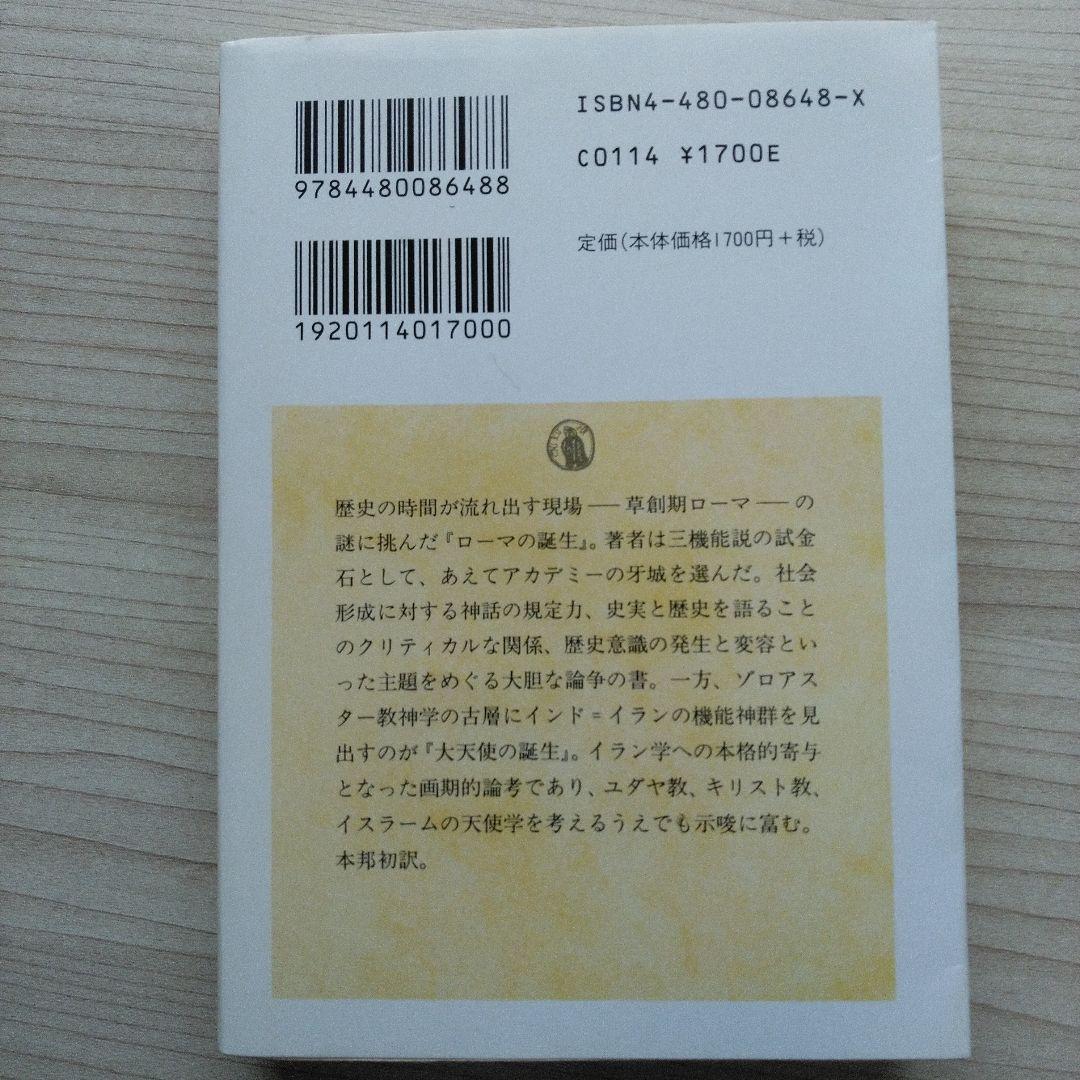 ISBN4-480-08648-X
C0114 ¥1700E
9784480086488
定価(本体価格1700円+税)
1920114017000
歴史の時間が流れ出す現場――草創期ローマ――の
謎に挑んだ『ローマの誕生』。著者は三機能説の試金
石として、あえてアカデミーの牙城を選んだ。社会
形成に対する神話の規定力、史実と歴史を語ること
のクリティカルな関係、歴史意識の発生と変容とい
った主題をめぐる大胆な論争の書。一方、ゾロアス
ター教神学の古層にインド=イランの機能神群を見
出すのが『大天使の誕生』。イラン学への本格的寄与
となった画期的論考であり、ユダヤ教、キリスト教、
イスラームの天使学を考えるうえでも示唆に富む。
本邦初訳。